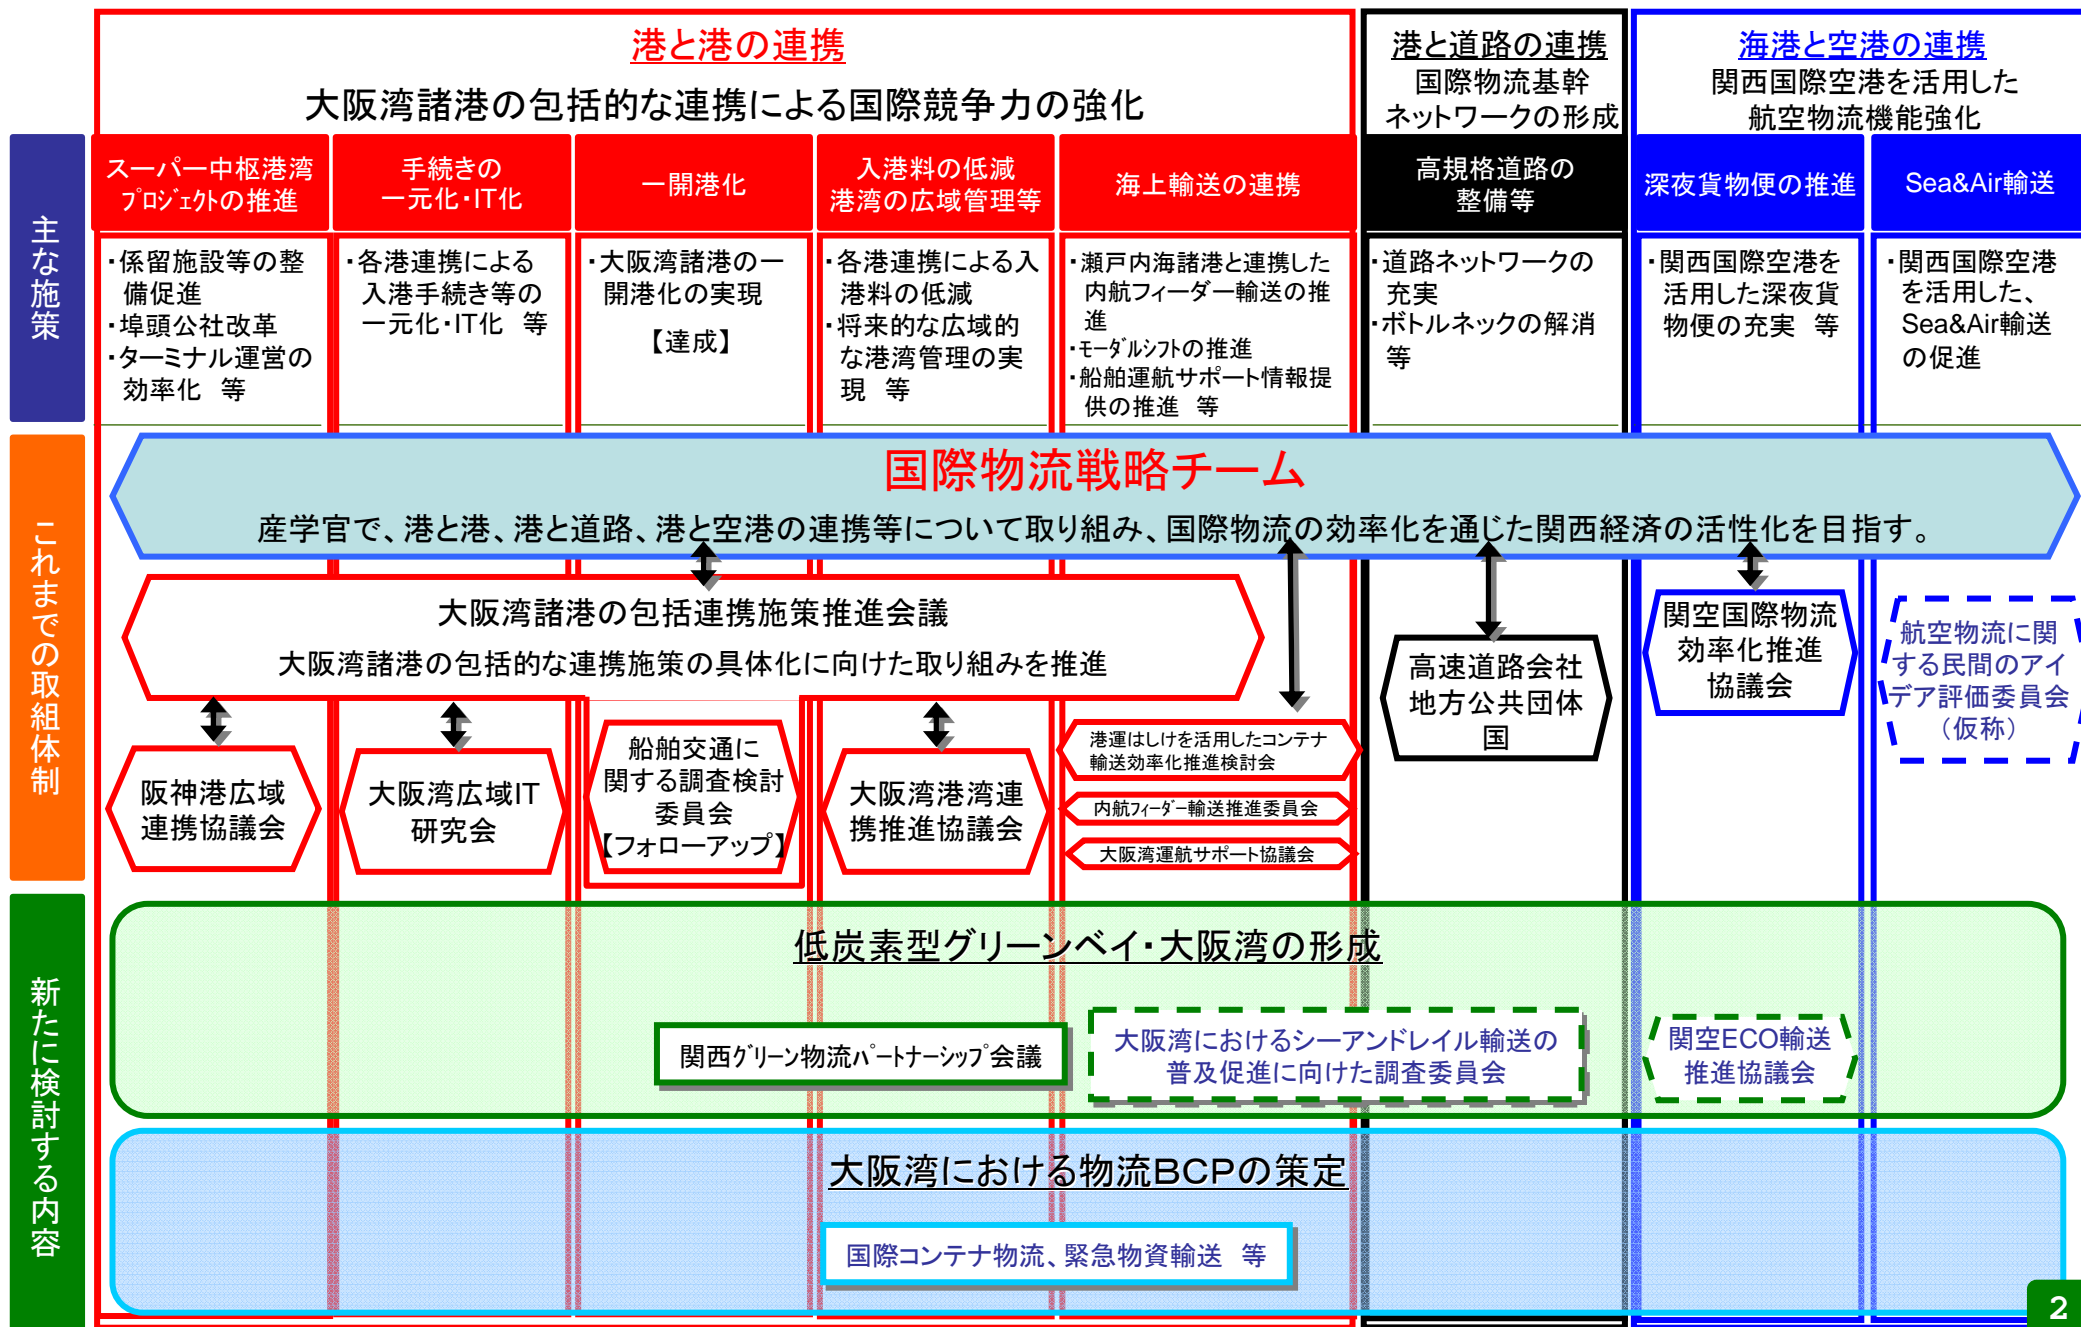 港と港の連携
大阪湾諸港の包括的な連携による国際競争力の強化
港と道路の連携
国際物流基幹
ネットワークの形成
海港と空港の連携
関西国際空港を活用した
航空物流機能強化
主な施策
スーパー中枢港湾
プロジェクトの推進
手続きの
一元化・IT化
一開港化
入港料の低減
港湾の広域管理等
海上輸送の連携
高規格道路の
整備等
深夜貨物便の推進
Sea&Air輸送
・係留施設等の整
備促進
・埠頭公社改革
・ターミナル運営の
効率化 等
・各港連携による
入港手続き等の
一元化・IT化 等
・大阪湾諸港の一
開港化の実現
【達成】
・各港連携による入
港料の低減
・将来的な広域的
な港湾管理の実
現 等
・瀬戸内海諸港と連携した
内航フィーダー輸送の推
進
・モーダルシフトの推進
・船舶運航サポート情報提
供の推進 等
・道路ネットワークの
充実
・ボトルネックの解消
等
・関西国際空港を
活用した深夜貨
物便の充実 等
・関西国際空港
を活用した、
Sea&Air輸送
の促進
これまでの取組体制
国際物流戦略チーム
産学官で、港と港、港と道路、港と空港の連携等について取り組み、国際物流の効率化を通じた関西経済の活性化を目指す。
大阪湾諸港の包括連携施策推進会議
大阪湾諸港の包括的な連携施策の具体化に向けた取り組みを推進
阪神港広域
連携協議会
大阪湾広域IT
研究会
船舶交通に
関する調査検討
委員会
【フォローアップ】
大阪湾港湾連
携推進協議会
港運はしけを活用したコンテナ
輸送効率化推進検討会
内航フィーダー輸送推進委員会
大阪湾運航サポート協議会
高速道路会社
地方公共団体
国
関空国際物流
効率化推進
協議会
航空物流に関
する民間のアイ
デア評価委員会
（仮称）
新たに検討する内容
低炭素型グリーンベイ・大阪湾の形成
関西グリーン物流パートナーシップ会議
大阪湾におけるシーアンドレイル輸送の
普及促進に向けた調査委員会
関空ECO輸送
推進協議会
大阪湾における物流BCPの策定
国際コンテナ物流、緊急物資輸送 等
2